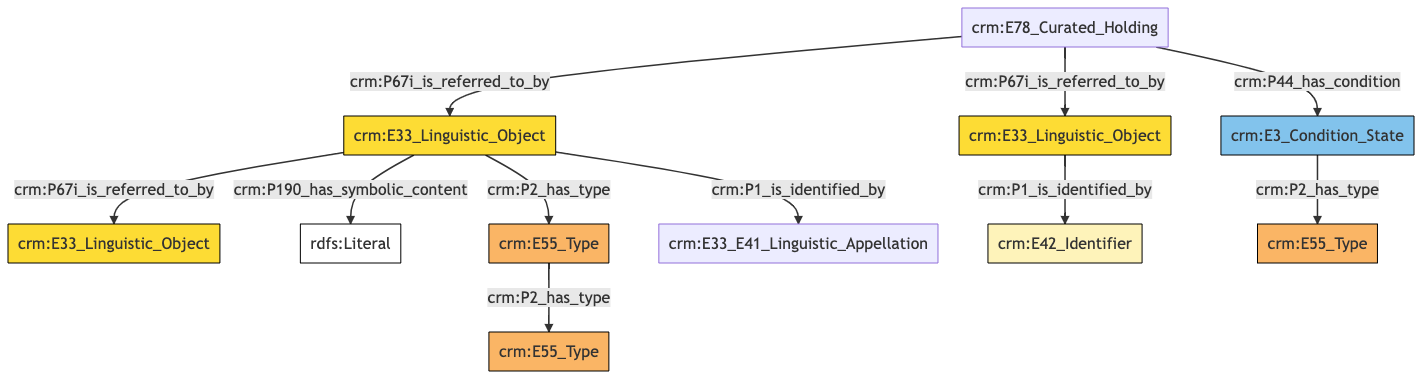 crm:E78_Curated_Holding
crm:P67i_is_referred_to_by
crm:P67i_is_referred_to_by
crm:P44_has_condition
crm:E33_Linguistic_Object
crm:E33_Linguistic_Object
crm:E3_Condition_State
crm:P67i_is_referred_to_by
crm:P190_has_symbolic_content
crm:P2_has_type
crm:P1_is_identified_by
crm:P1_is_identified_by
crm:P2_has_type
crm:E33_Linguistic_Object
rdfs:Literal
crm:E55_Type
crm:E33_E41_Linguistic_Appellation
crm:E42_Identifier
crm:E55_Type
crm:P2_has_type
crm:E55_Type